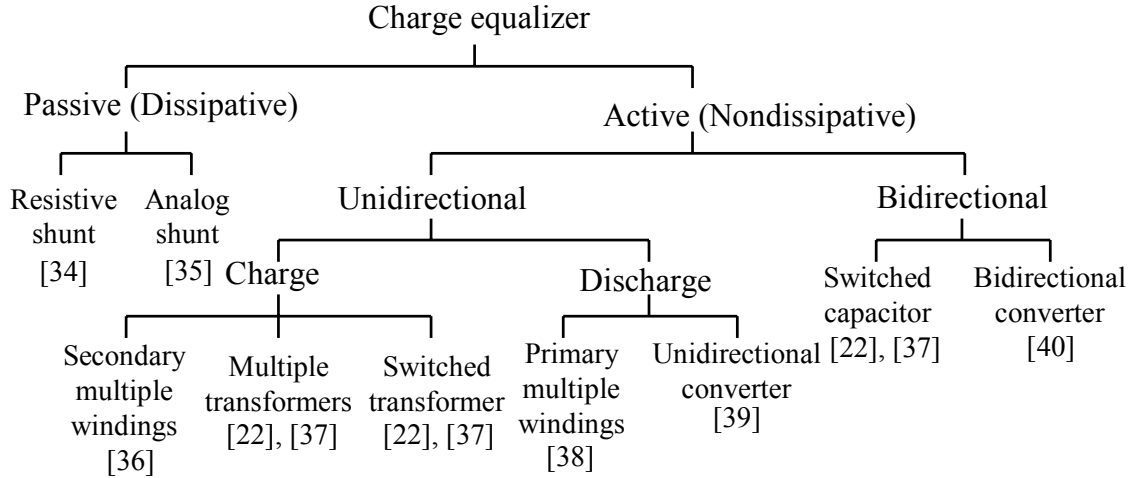 Charge equalizer
Passive (Dissipative)
Active (Nondissipative)
Resistive
shunt
[34]
Analog
shunt
[35]
Unidirectional
Bidirectional
Charge
Discharge
Switched
capacitor
[22], [37]
Bidirectional
converter
[40]
Secondary
multiple
windings
[36]
Multiple
transformers
[22], [37]
Switched
transformer
[22], [37]
Primary
multiple
windings
[38]
Unidirectional
converter
[39]